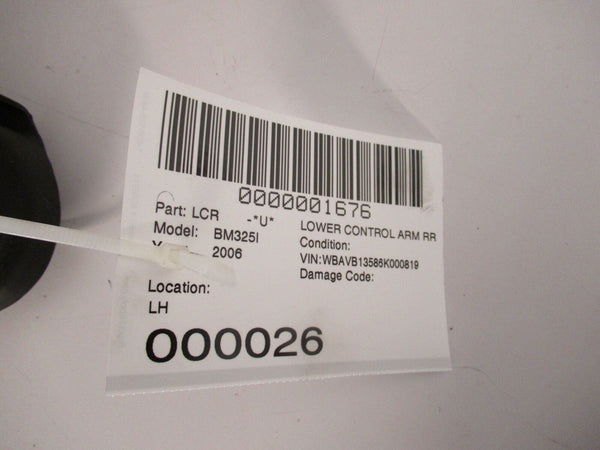 0000001676
Part: LCR -*U* LOWER CONTROL ARM RR
Model: BM325I Condition:
2006 VIN:WBAVB13586K000819
Damage Code:
Location:
LH
000026